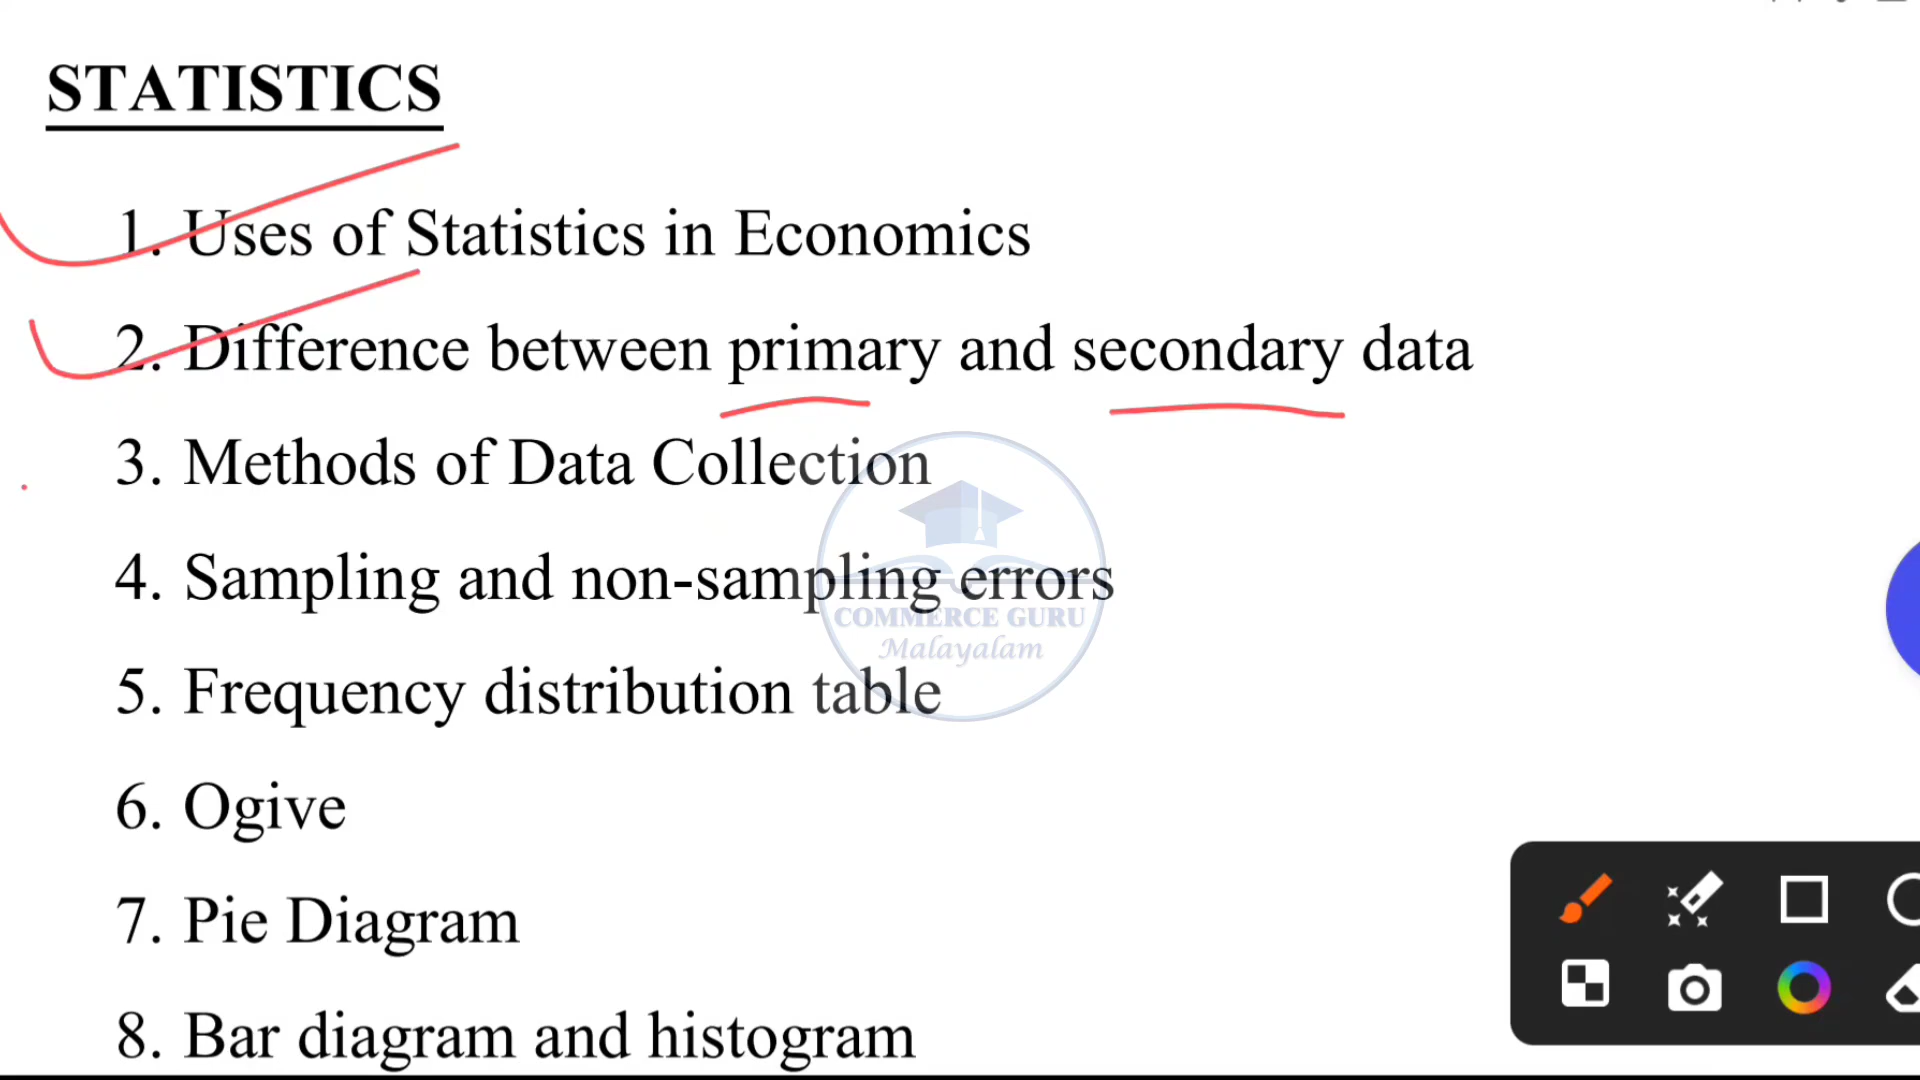 STATISTICS
1. Uses of Statistics in Economics
2. Difference between primary and secondary data
3. Methods of Data Collection
4. Sampling and non-sampling errors
COMMERCE GURU
Malayalam
5. Frequency distribution table
6. Ogive
7. Pie Diagram
8. Bar diagram and histogram